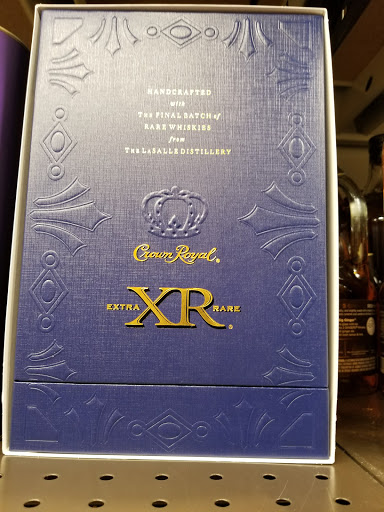 HANDCRAFTED
with
THE FINAL BATCH of
RARE WHISKIES
from
THE LASALLE DISTILLERY
Crown Royal®
EXTRA XR RARE®